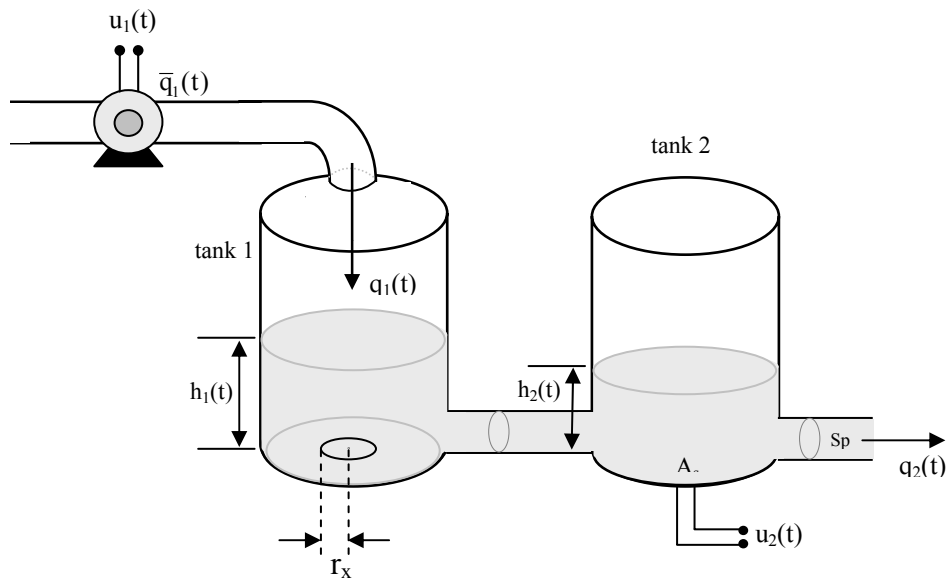 u₁(t)
q̅₁(t)
tank 2
tank 1
q₁(t)
h₁(t)
h₂(t)
Sp
q₂(t)
u₂(t)
rₓ